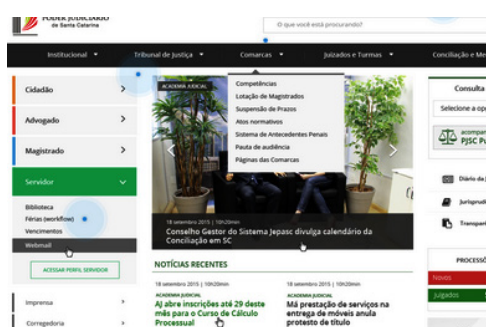 PODER JUDICIÁRIO
de Santa Catarina
O que você está procurando?
Institucional
Tribunal de Justiça
Comarcas
Juizados e Turmas
Conciliação e Me
Cidadão
Advogado
Magistrado
Servidor
Biblioteca
Férias (workflow)
Vencimentos
Webmail
ACESSAR PERFIL SERVIDOR
Imprensa
Corregedoria
ACADEMIA JUDICIAL
Competências
Lotação de Magistrados
Suspensão de Prazos
Atos normativos
Sistema de Antecedentes Penais
Pauta de audiência
Páginas das Comarcas
18 setembro 2015 | 10h20min
Conselho Gestor do Sistema Jepasc divulga calendário da
Conciliação em SC
NOTÍCIAS RECENTES
18 setembro 2015 | 10h20min
ACADEMIA JUDICIAL
AJ abre inscrições até 29 deste
mês para o Curso de Cálculo
Processual
18 setembro 2015 | 10h20min
ACADEMIA JUDICIAL
Má prestação de serviços na
entrega de móveis anula
protesto de título
Consulta
Selecione a op
acompan
PJSC Pu
Diário da J
Jurisprud
Transpar
PROCESSO
Novos
Julgados